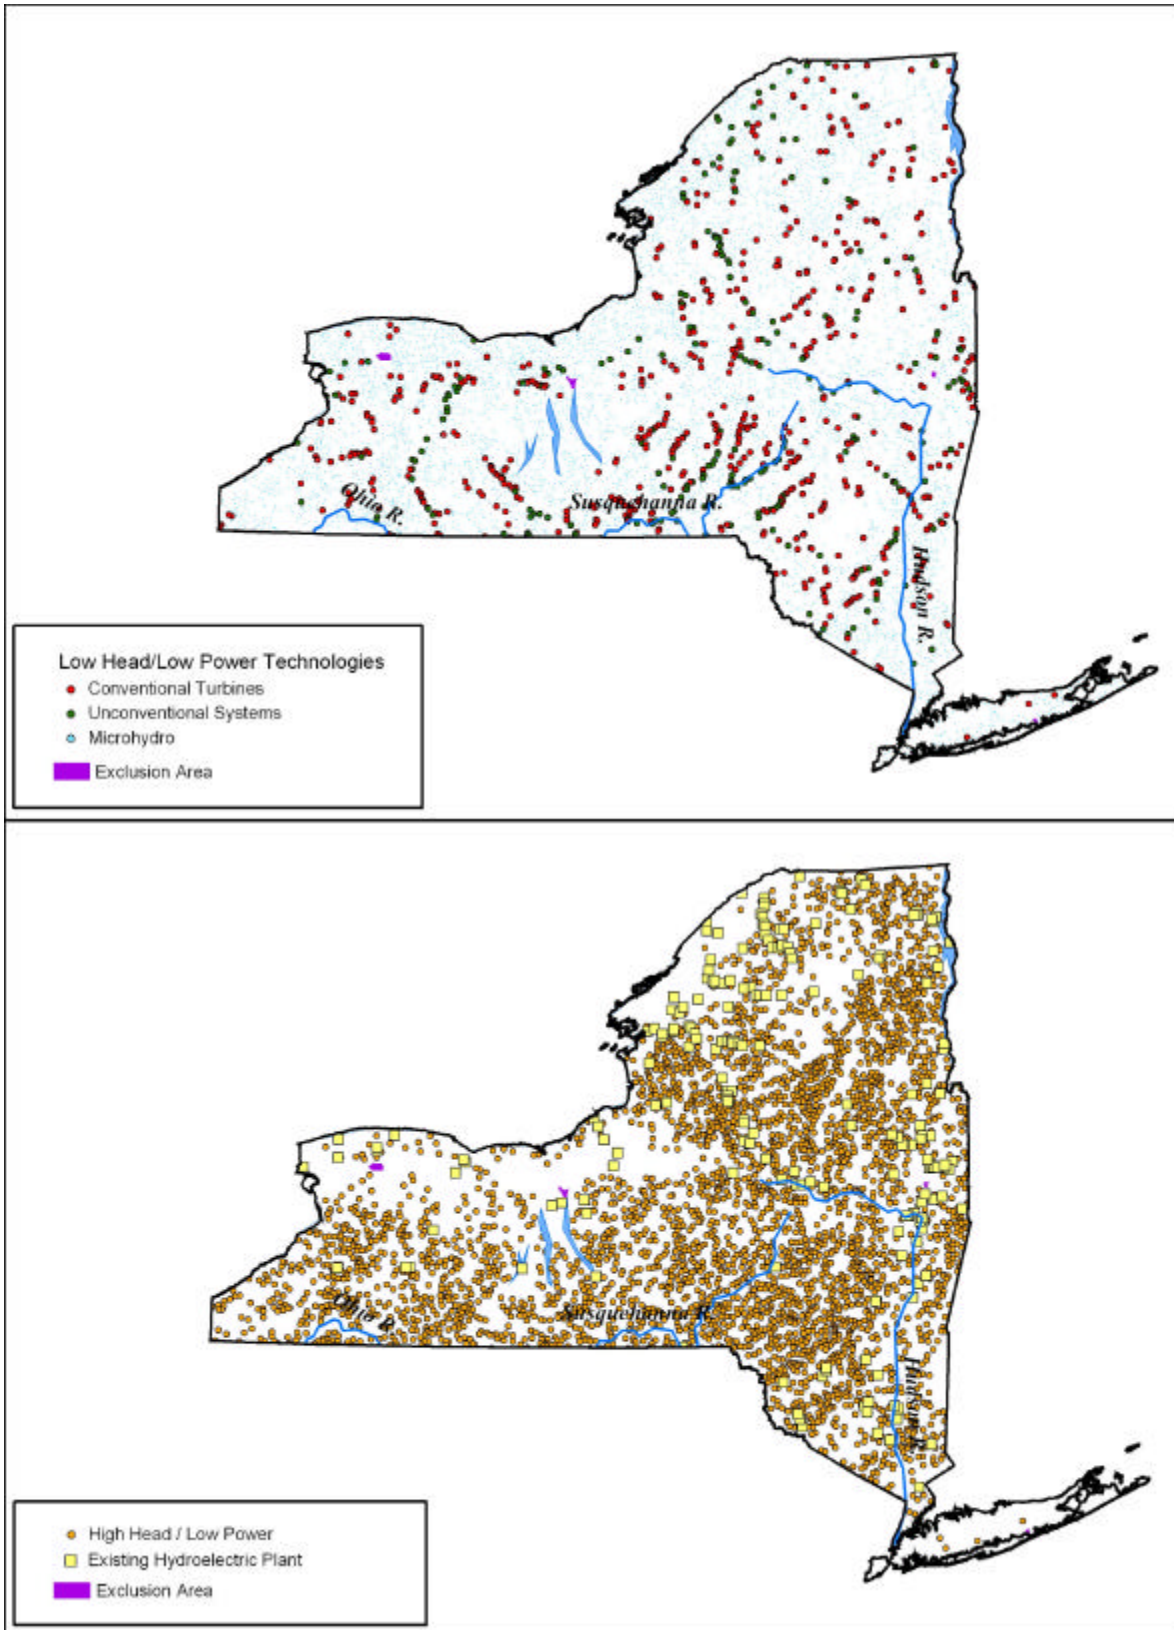 Ohio R.
Susquehanna R.
Hudson R.
Low Head/Low Power Technologies
Conventional Turbines
Unconventional Systems
Microhydro
Exclusion Area
Ohio R.
Susquehanna R.
Hudson R.
High Head / Low Power
Existing Hydroelectric Plant
Exclusion Area